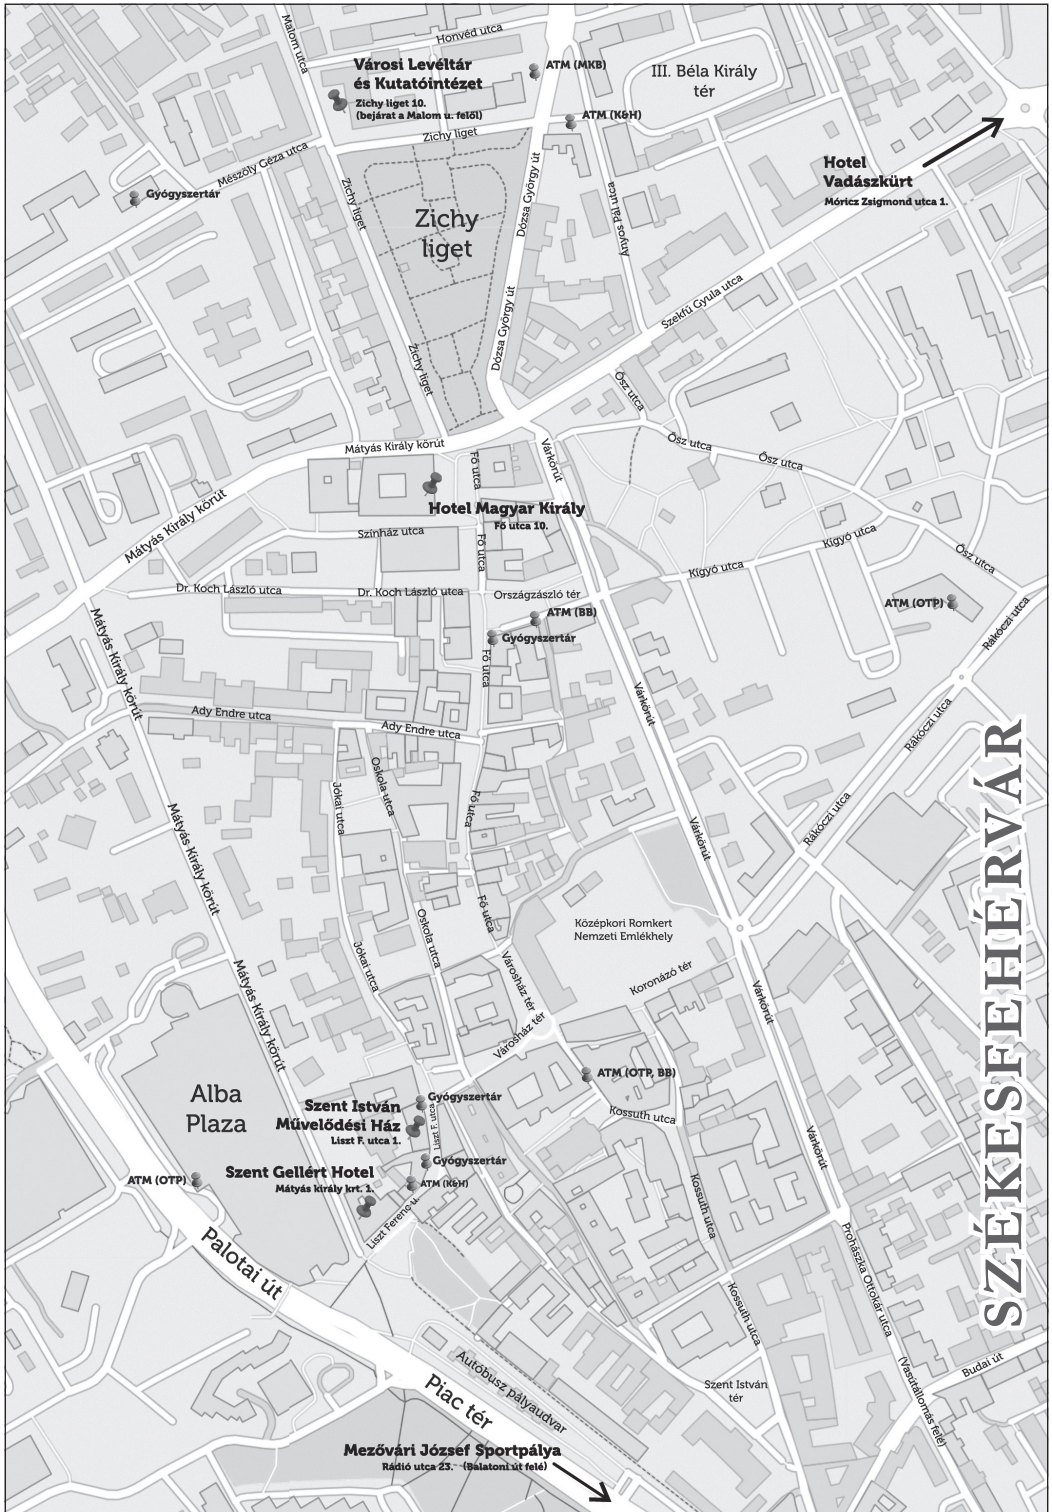 Malom utca
Honvéd utca
Városi Levéltár
és Kutatóintézet
Zichy liget 10.
(bejárat a Malom u. felől)
ATM (MKB)
III. Béla Király
tér
ATM (K&H)
Zichy liget
Mészöly Géza utca
Gyógyszertár
Zichy liget
Zichy
liget
Dózsa György út
Ányos Pál utca
Hotel
Vadászkürt
Móricz Zsigmond utca 1.
Szekfű Gyula utca
Dózsa György út
Zichy liget
Ősz utca
Mátyás Király körút
Fő utca
Várkörút
Ősz utca
Ősz utca
Mátyás Király körút
Hotel Magyar Király
Fő utca 10.
Színház utca
Fő utca
Kígyó utca
Kígyó utca
Ősz utca
Dr. Koch László utca
Dr. Koch László utca
Országzászló tér
ATM (BB)
ATM (OTP)
Gyógyszertár
Rákóczi utca
Mátyás Király körút
Fő utca
Várkörút
Ady Endre utca
Ady Endre utca
Rákóczi utca
Oskola utca
Jókai utca
Fő utca
Rákóczi utca
Mátyás Király körút
Várkörút
SZÉKESFEHÉRVÁR
Fő utca
Oskola utca
Középkori Romkert
Nemzeti Emlékhely
Jókai utca
Városház tér
Koronázó tér
Mátyás Király körút
Várkörút
Városház tér
ATM (OTP, BB)
Alba
Plaza
Gyógyszertár
Szent István
Művelődési Ház
Liszt F. utca 1.
Liszt F. utca
Kossuth utca
Várkörút
Gyógyszertár
Szent Gellért Hotel
Mátyás király krt. 1.
ATM (K&H)
ATM (OTP)
Liszt Ferenc u.
Kossuth utca
Palotai út
Prohászka Ottokár utca
Kossuth utca
Autóbusz pályaudvar
Piac tér
Szent István
tér
Budai út
(Vasútállomás felé)
Mezővári József Sportpálya
Rádió utca 23. (Balatoni út felé)